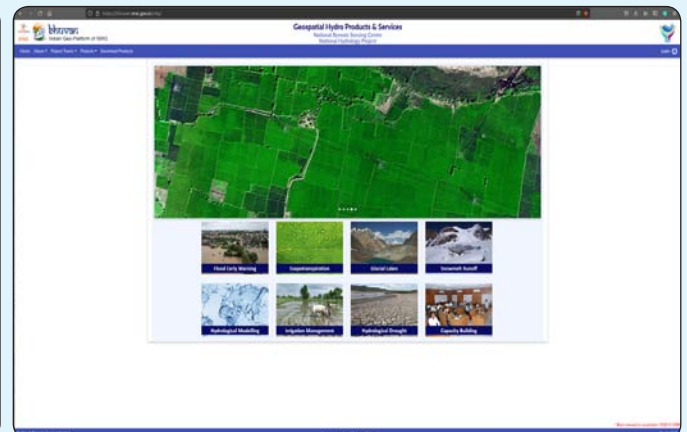 bhuvan
Indian Geo-Platform of ISRO
Geospatial Hydro Products & Services
National Remote Sensing Centre
National Hydrology Project
Home About Project Teams Projects Download Products
Login
Flood Early Warning
Evapotranspiration
Glacial Lakes
Snowmelt Runoff
Hydrological Modelling
Irrigation Management
Hydrological Drought
Capacity Building